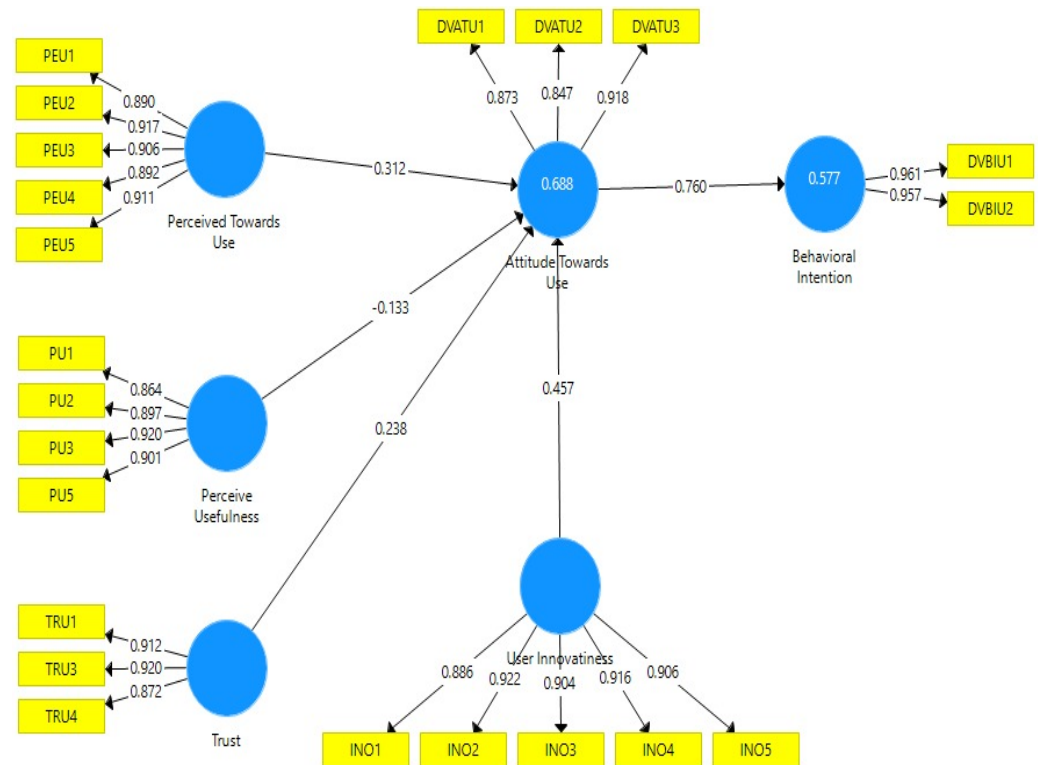 DVATU1
DVATU2
DVATU3
0.873
0.847
0.918
PEU1
PEU2
PEU3
PEU4
PEU5
0.890
0.917
0.906
0.892
0.911
Perceived Towards
Use
0.312
0.688
Attitude Towards
Use
0.760
0.577
Behavioral
Intention
0.961
0.957
DVBIU1
DVBIU2
-0.133
PU1
PU2
PU3
PU5
0.864
0.897
0.920
0.901
Perceive
Usefulness
0.238
0.457
TRU1
TRU3
TRU4
0.912
0.920
0.872
Trust
User Innovatiness
0.886
0.922
0.904
0.916
0.906
INO1
INO2
INO3
INO4
INO5